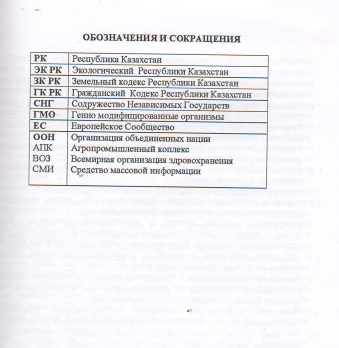 ОБОЗНАЧЕНИЯ И СОКРАЩЕНИЯ
РК Республика Казахстан
ЭК РК Экологический Республики Казахстан
ЗК РК Земельный кодекс Республики Казахстан
ГК РК Гражданский Кодекс Республики Казахстан
СНГ Содружество Независимых Государств
ГМО Генно модифицированные организмы
ЕС Европейское Сообщество
ООН Организация объединенных нации
АПК Агропромышленный комплекс
ВОЗ Всемирная организация здровохранения
СМИ Средство массовой информации